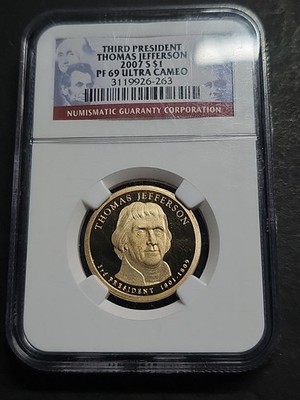 THIRD PRESIDENT
THOMAS JEFFERSON
2007 S $1
PF 69 ULTRA CAMEO
3119926-263
NUMISMATIC GUARANTY CORPORATION
THOMAS JEFFERSON
3rd PRESIDENT 1801-1809